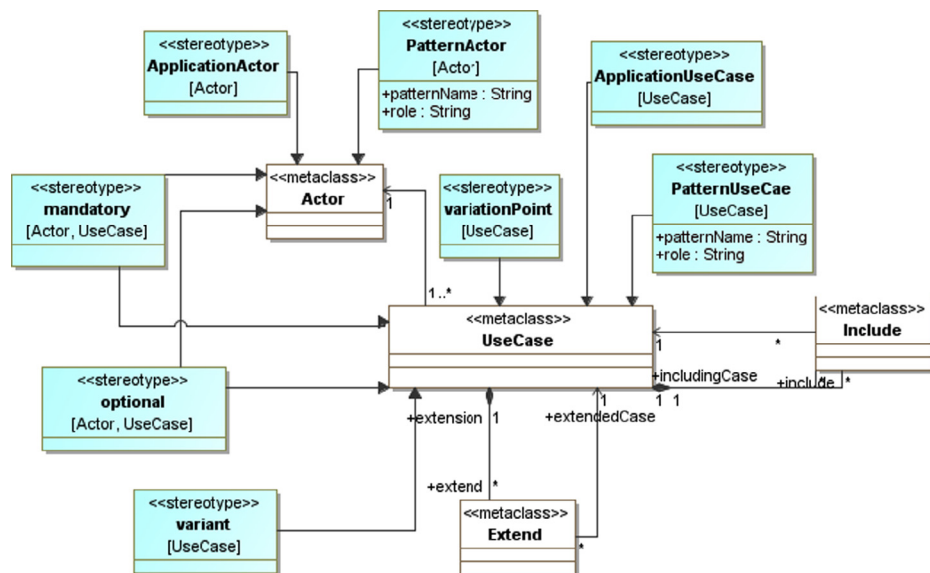 <<stereotype>>
ApplicationActor
[Actor]
<<stereotype>>
PatternActor
[Actor]
+patternName : String
+role : String
<<stereotype>>
ApplicationUseCase
[UseCase]
<<stereotype>>
mandatory
[Actor, UseCase]
<<metaclass>>
Actor
1
<<stereotype>>
variationPoint
[UseCase]
<<stereotype>>
PatternUseCae
[UseCase]
+patternName : String
+role : String
1..*
<<metaclass>>
UseCase
<<metaclass>>
Include
1
*
<<stereotype>>
optional
[Actor, UseCase]
+includingCase
1
1
+include
*
*
+extension
1
+extendedCase
1
+extend
*
<<stereotype>>
variant
[UseCase]
<<metaclass>>
Extend
*